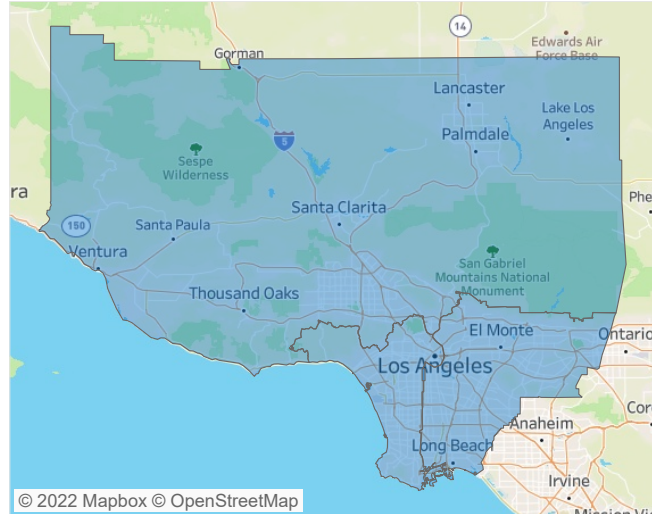 14
Edwards Air
Force Base
Gorman
Lancaster
Lake Los
Angeles
Palmdale
5
Sespe
Wilderness
ra
Phe
Santa Clarita
150
Santa Paula
Ventura
San Gabriel
Mountains National
Monument
Thousand Oaks
El Monte
Ontario
Los Angeles
Cor
Anaheim
Long Beach
Irvine
© 2022 Mapbox © OpenStreetMap
Mission Vi